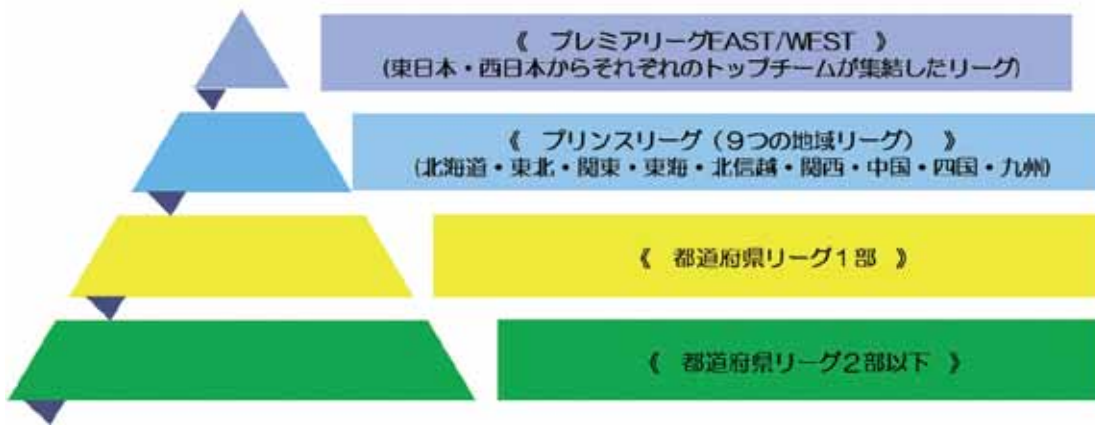 《 プレミアリーグEAST/WEST 》
(東日本・西日本からそれぞれのトップチームが集結したリーグ)
《 プリンスリーグ(9つの地域リーグ) 》
(北海道・東北・関東・東海・北信越・関西・中国・四国・九州)
《 都道府県リーグ1部 》
《 都道府県リーグ2部以下 》